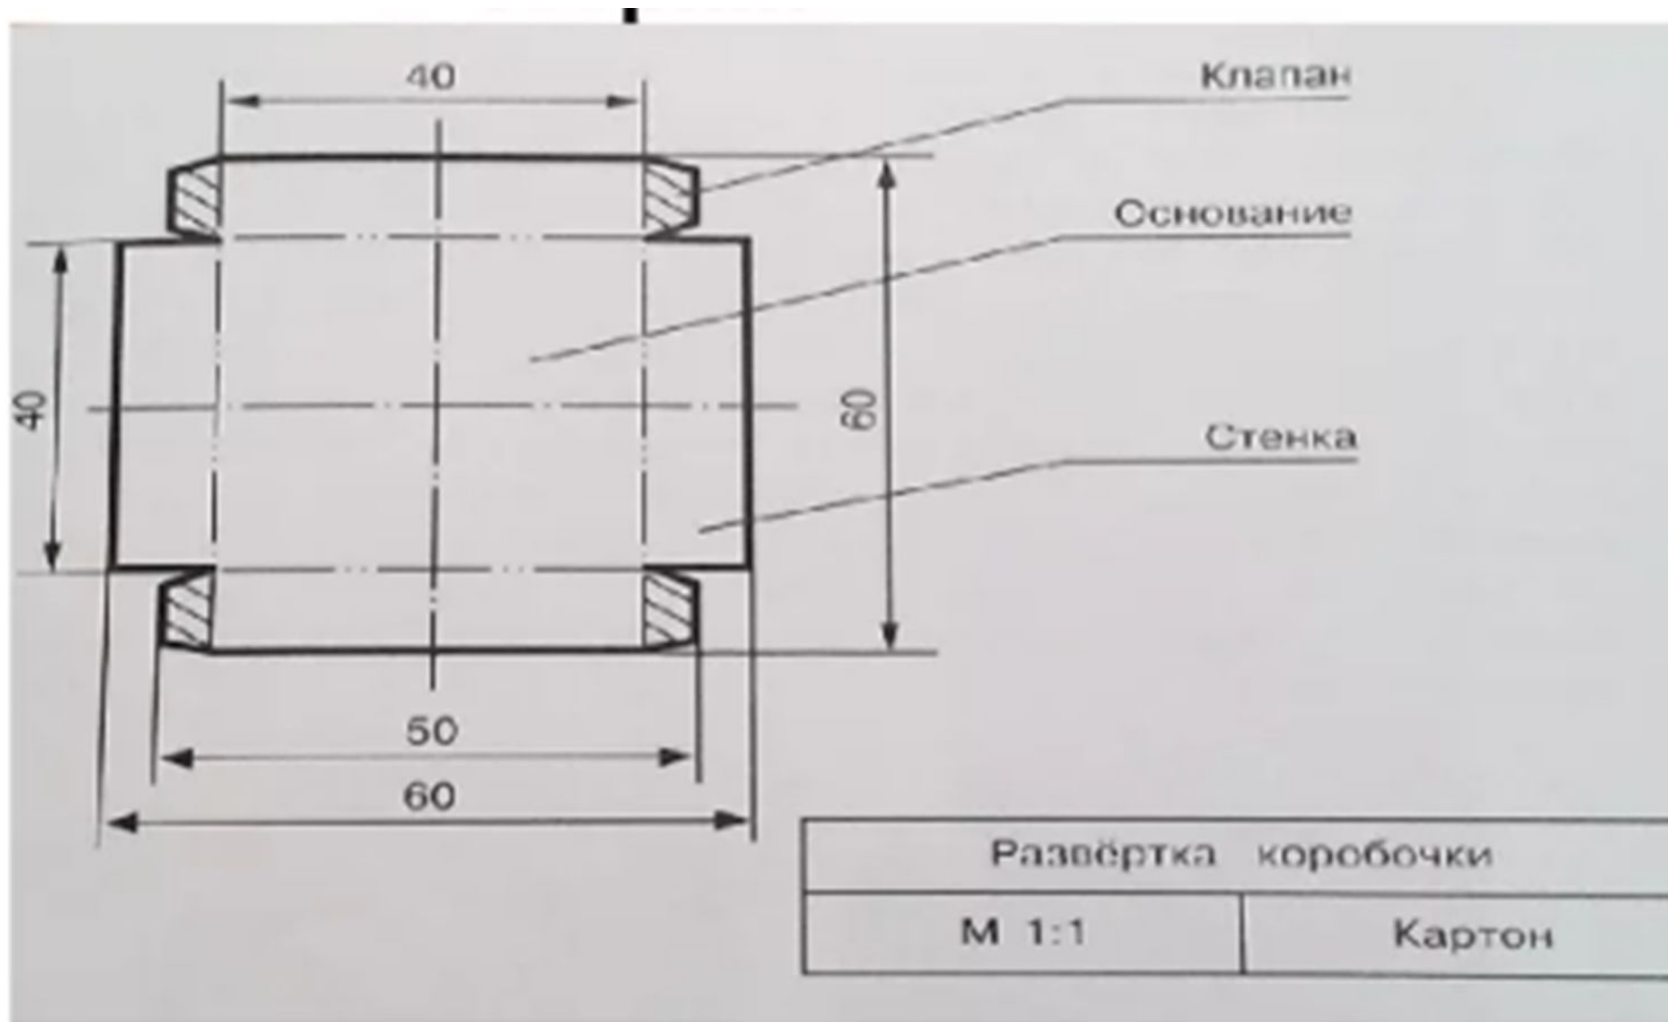 40
Клапан
Основание
40
60
Стенка
50
60
Развёртка коробочки
М 1:1
Картон